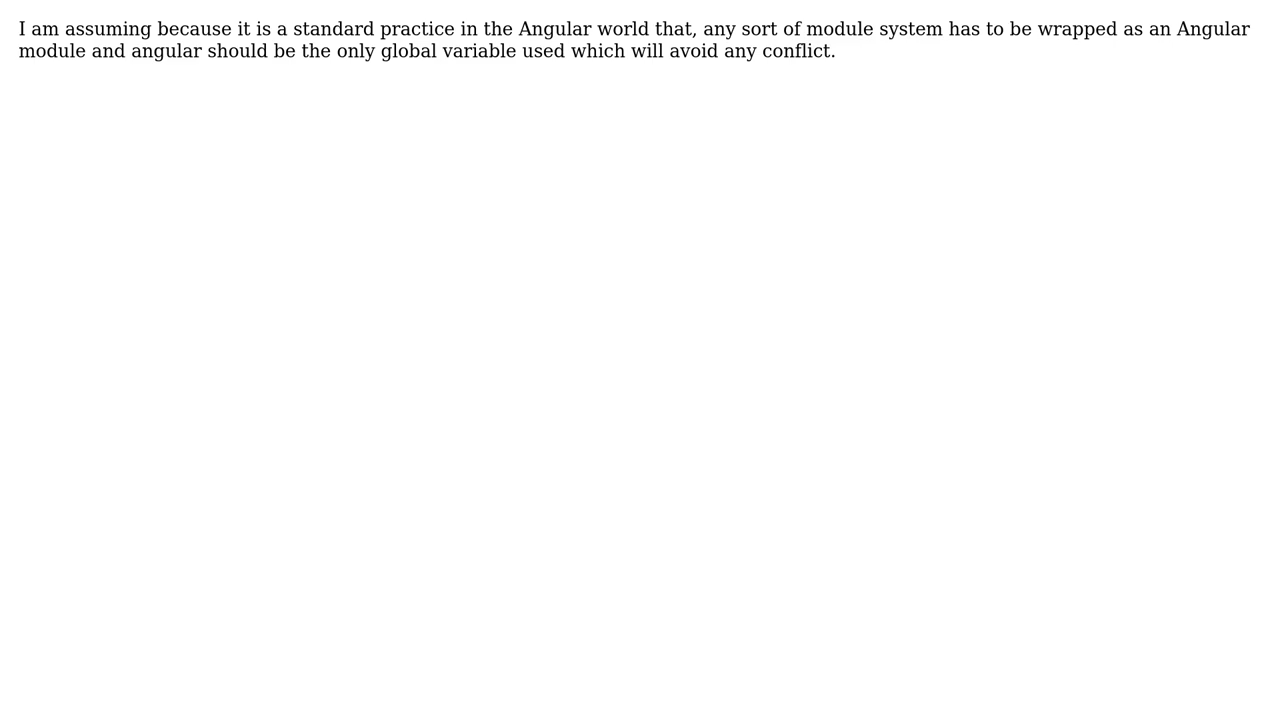 I am assuming because it is a standard practice in the Angular world that, any sort of module system has to be wrapped as an Angular
module and angular should be the only global variable used which will avoid any conflict.